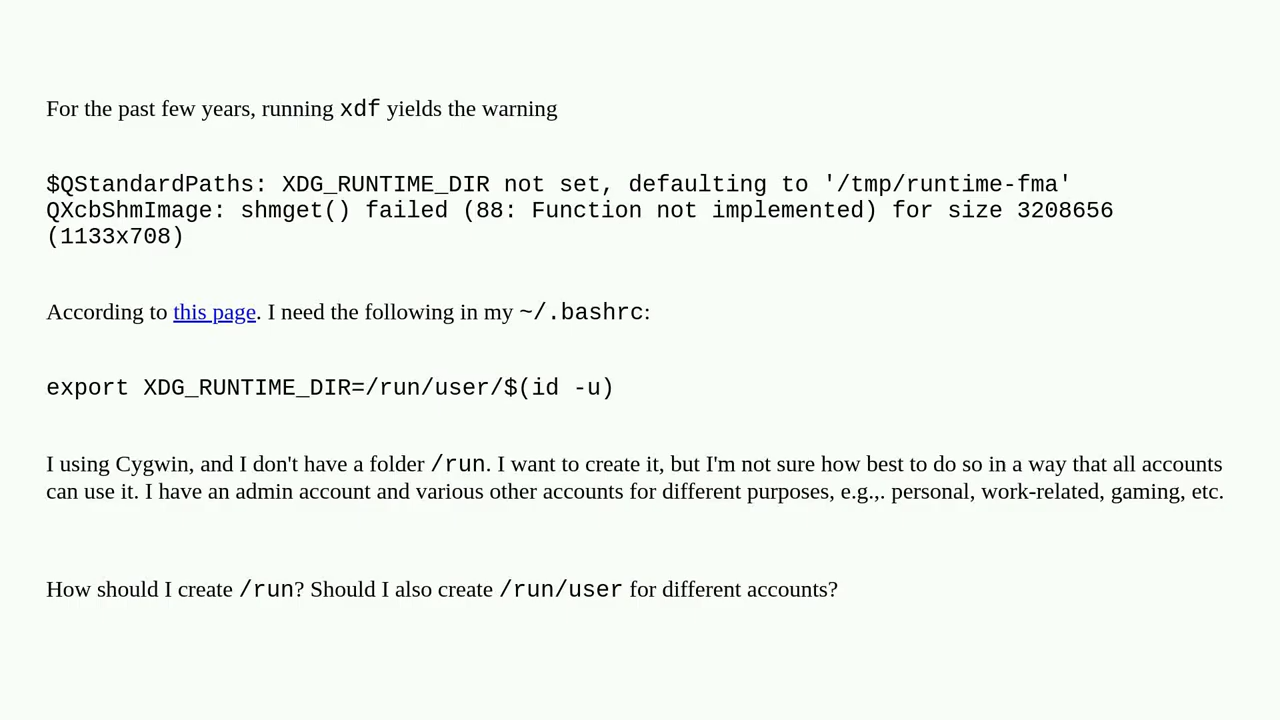 For the past few years, running xdf yields the warning
$QStandardPaths: XDG_RUNTIME_DIR not set, defaulting to '/tmp/runtime-fma'
QXcbShmImage: shmget() failed (88: Function not implemented) for size 3208656
(1133x708)
According to this page. I need the following in my ~/.bashrc:
export XDG_RUNTIME_DIR=/run/user/$(id -u)
I using Cygwin, and I don't have a folder /run. I want to create it, but I'm not sure how best to do so in a way that all accounts
can use it. I have an admin account and various other accounts for different purposes, e.g.,. personal, work-related, gaming, etc.
How should I create /run? Should I also create /run/user for different accounts?